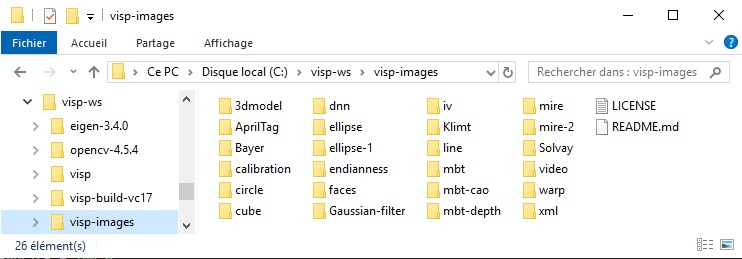 visp-images
Fichier Accueil Partage Affichage
Ce PC Disque local (C:) visp-ws visp-images Rechercher dans : visp-images
visp-ws
eigen-3.4.0
opencv-4.5.4
visp
visp-build-vc17
visp-images
3dmodel dnn iv mire LICENSE
AprilTag ellipse Klimt mire-2 README.md
Bayer ellipse-1 line Solvay
calibration endianness mbt video
circle faces mbt-cao warp
cube Gaussian-filter mbt-depth xml
26 élément(s)